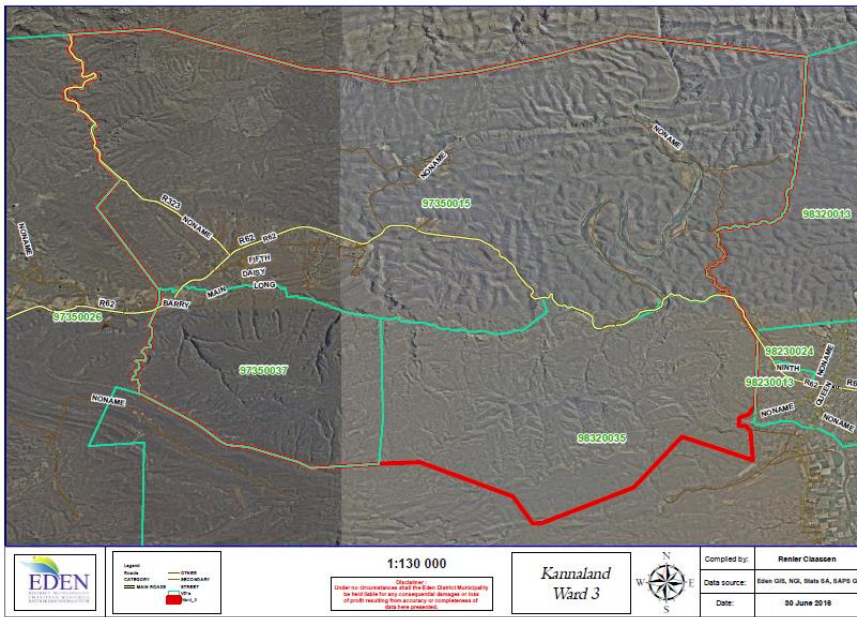 NONAME
NONAME
97350015
98320013
R323
NONAME
NONAME
R62
R62
FIFTH
DAISY
MAIN
LONG
R62
BARRY
97350026
98230024
NONAME
97350037
NINTH
98230013
R62
QUEEN
NONAME
NONAME
NONAME
98320035
EDEN
Legend
Roads
CATEGORY
MAIN ROADS
OTHER
SECONDARY
STREET
VD's
Ward_3
1:130 000
Disclaimer :
Under no circumstances shall the Eden District Municipality
be held liable for any consequential damages or loss
of profit resulting from accuracy or completeness of
data here presented.
Kannaland
Ward 3
N
W
E
S
Compiled by:
Renier Claassen
Data source:
Eden GIS, NGI, Stats SA, SAPS G
Date:
30 June 2016